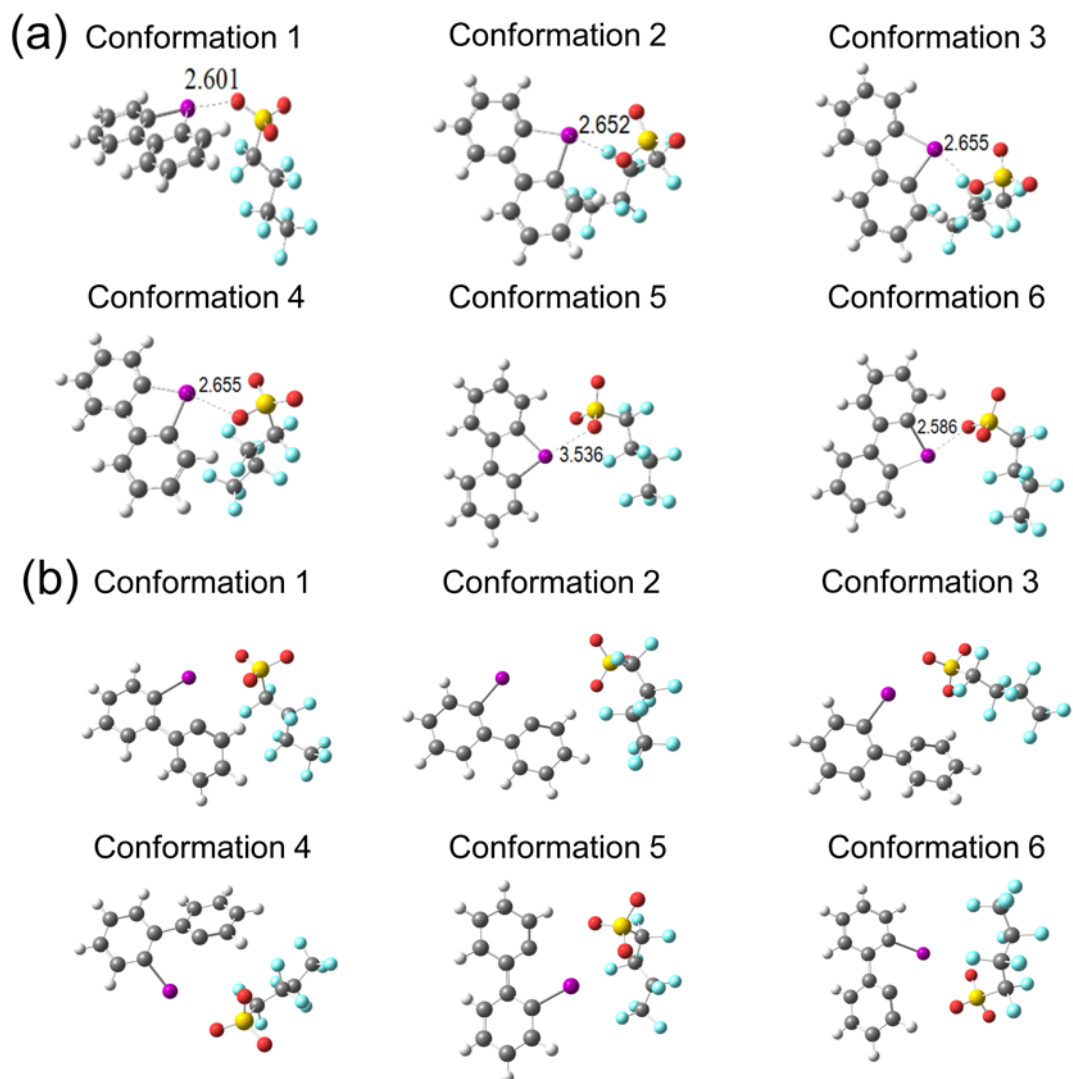 (a) Conformation 1 Conformation 2 Conformation 3
2.601
2.652
2.655
Conformation 4 Conformation 5 Conformation 6
2.655
3.536
2.586
(b) Conformation 1 Conformation 2 Conformation 3
Conformation 4 Conformation 5 Conformation 6